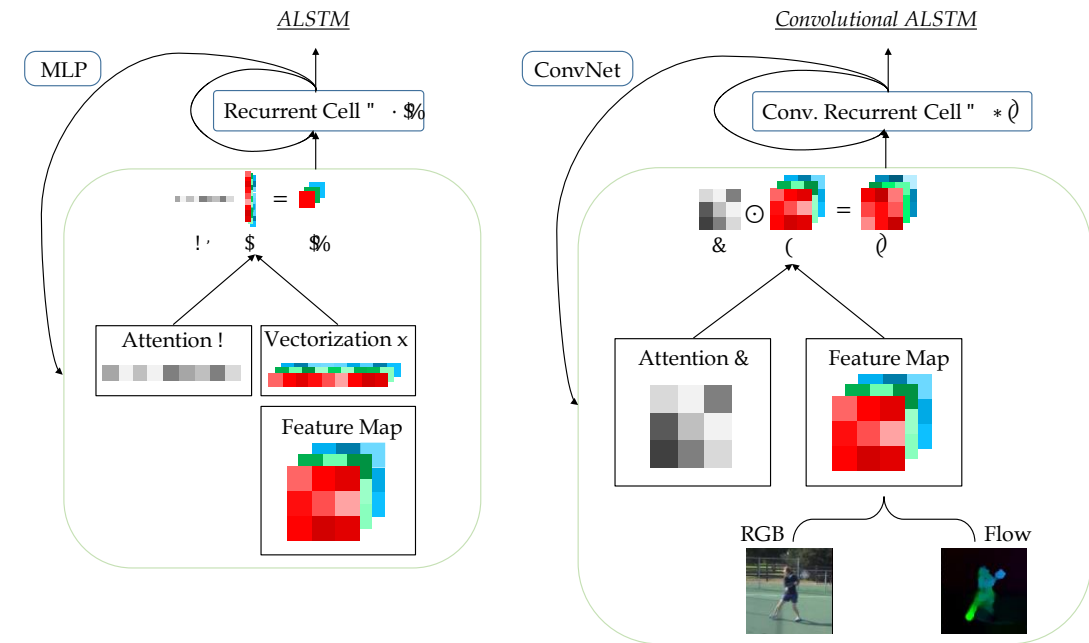 ALSTM
MLP
Recurrent Cell " · $%
=
! ,
$
$%
Attention !
Vectorization x
Feature Map
Convolutional ALSTM
ConvNet
Conv. Recurrent Cell " *
⊙ =
& (
Attention &
Feature Map
RGB
Flow